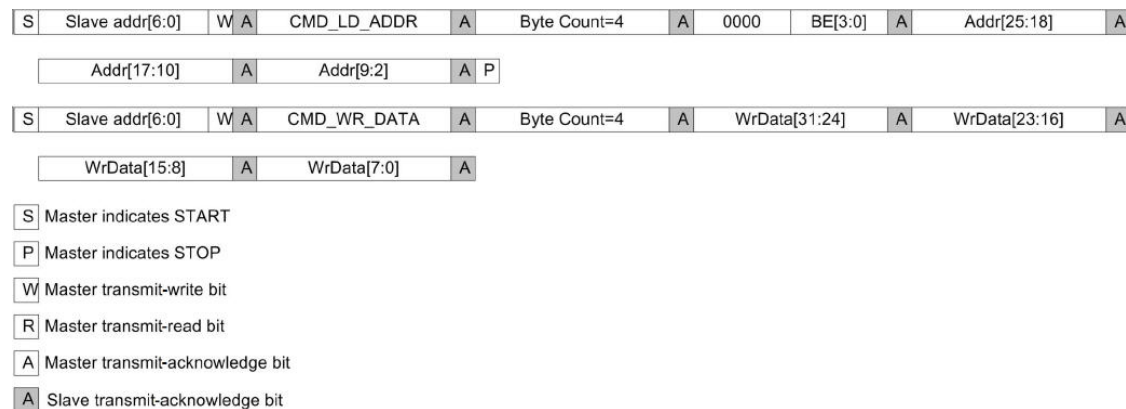 S Slave addr[6:0] W A CMD_LD_ADDR A Byte Count=4 A 0000 BE[3:0] A Addr[25:18] A
Addr[17:10] A Addr[9:2] A P
S Slave addr[6:0] W A CMD_WR_DATA A Byte Count=4 A WrData[31:24] A WrData[23:16] A
WrData[15:8] A WrData[7:0] A
S Master indicates START
P Master indicates STOP
W Master transmit-write bit
R Master transmit-read bit
A Master transmit-acknowledge bit
A Slave transmit-acknowledge bit